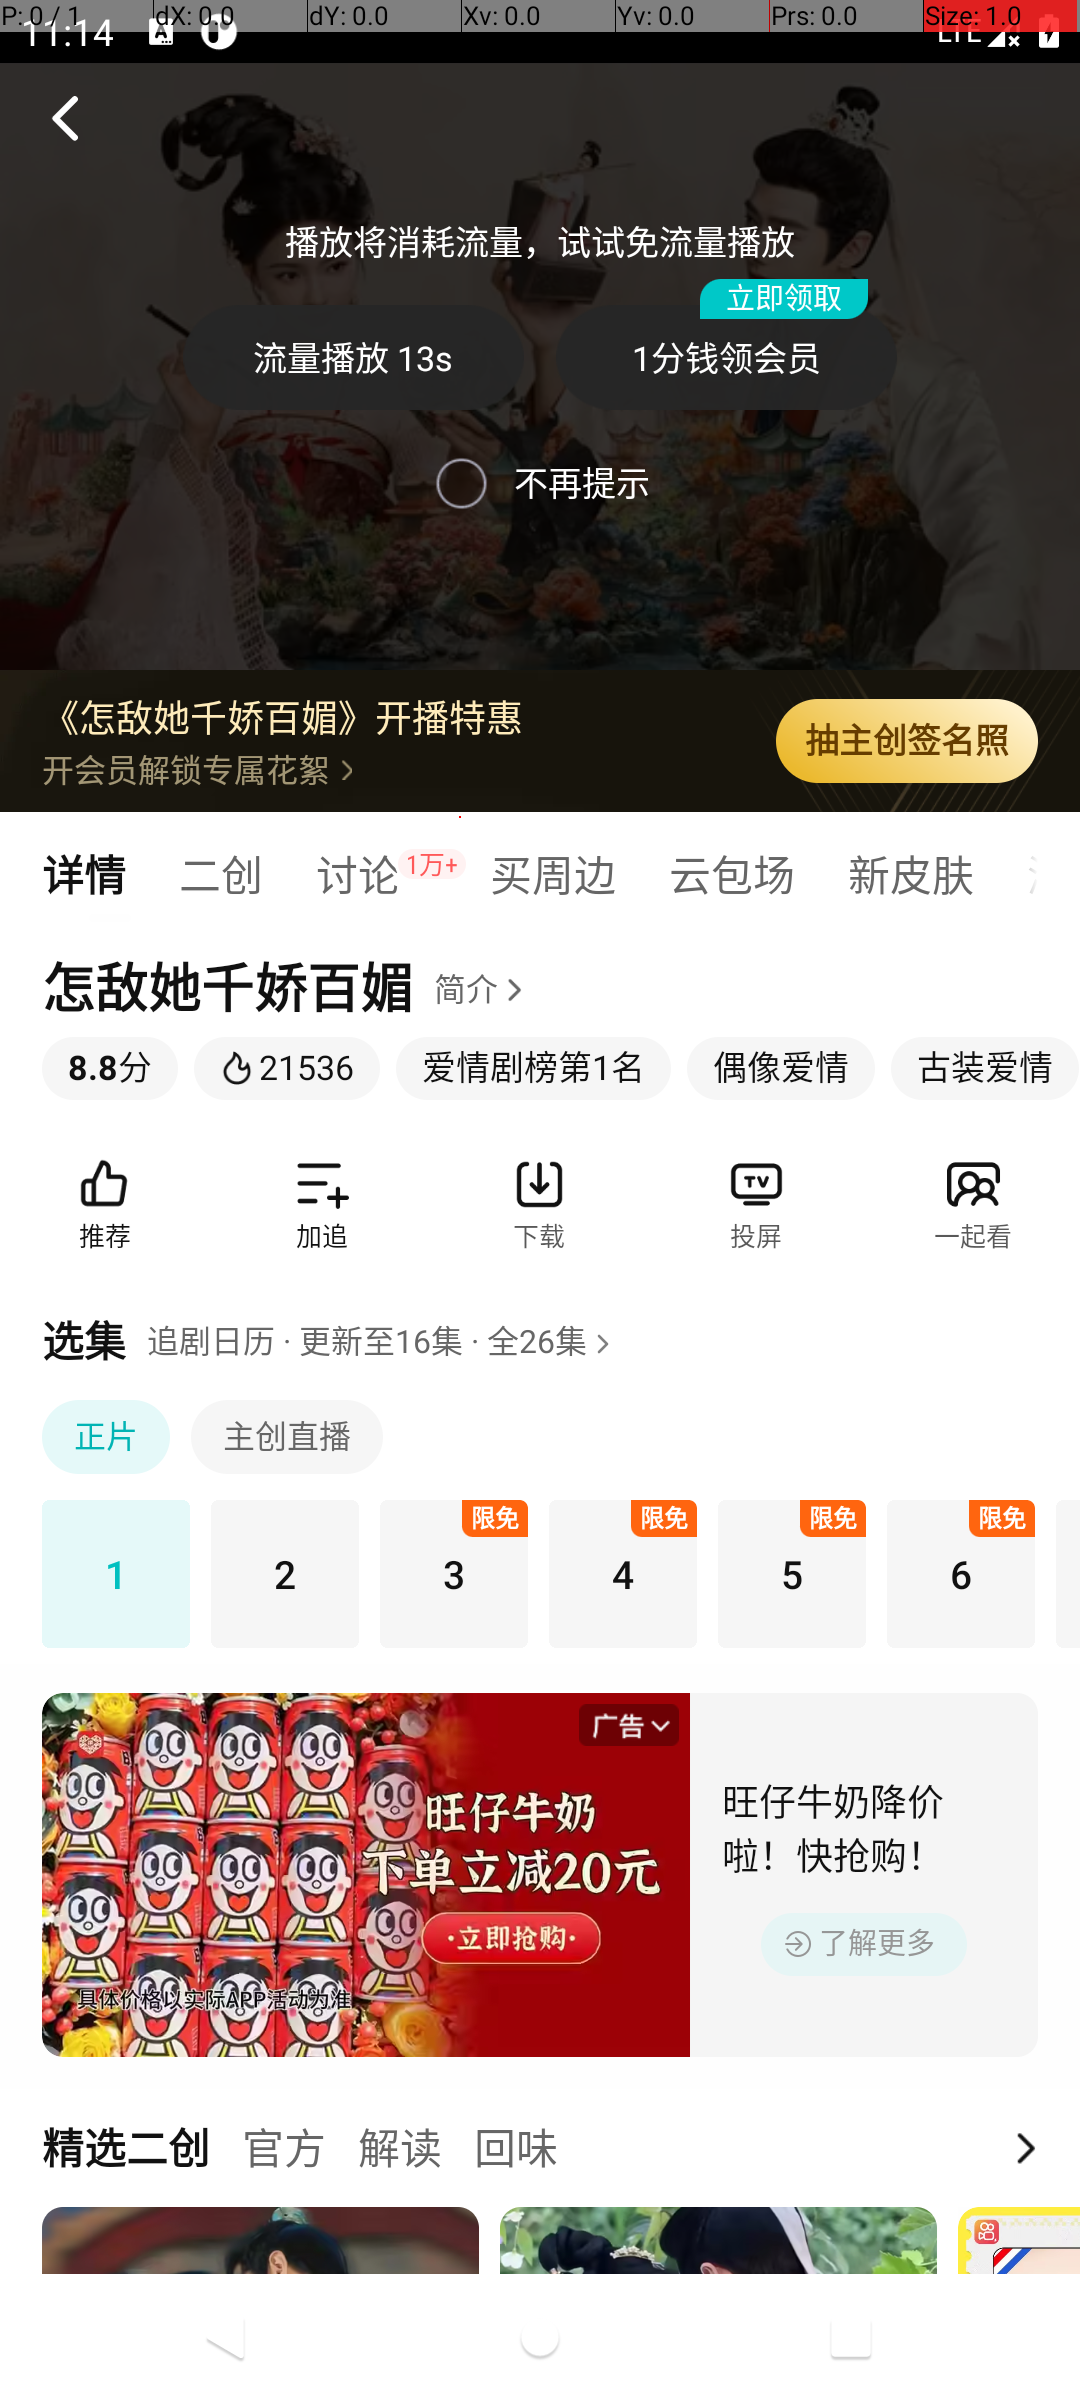 P: 0 / 1 dX: 0.0 dY: 0.0 Xv: 0.0 Yv: 0.0 Prs: 0.0 Size: 1.0
11:14 A LTE
播放将消耗流量，试试免流量播放
立即领取
流量播放 13s 1分钱领会员
不再提示
《怎敌她千娇百媚》开播特惠
开会员解锁专属花絮
抽主创签名照
详情 二创 讨论 1万+ 买周边 云包场 新皮肤
怎敌她千娇百媚 简介
8.8分 21536 爱情剧榜第1名 偶像爱情 古装爱情
推荐 加追 下载 投屏 一起看
TV
选集 追剧日历 · 更新至16集 · 全26集
正片 主创直播
限免 限免 限免 限免
1 2 3 4 5 6
广告
旺仔牛奶
下单立减20元
·立即抢购·
具体价格以实际APP活动为准
旺仔牛奶降价
啦！快抢购！
了解更多
精选二创 官方 解读 回味